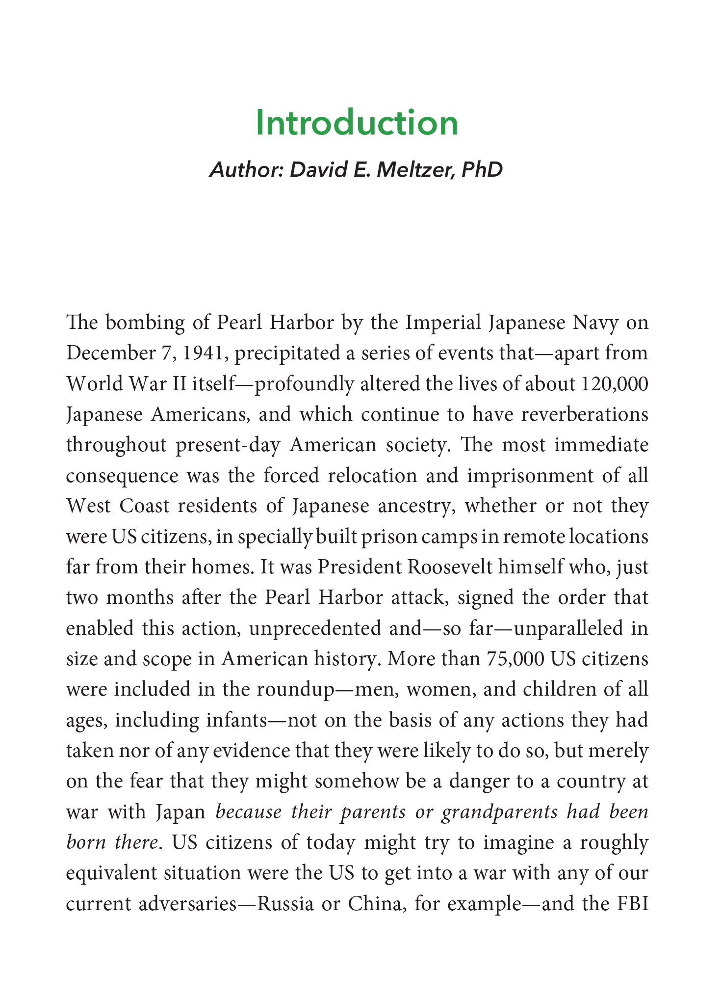 Introduction
Author: David E. Meltzer, PhD
The bombing of Pearl Harbor by the Imperial Japanese Navy on
December 7, 1941, precipitated a series of events that—apart from
World War II itself—profoundly altered the lives of about 120,000
Japanese Americans, and which continue to have reverberations
throughout present-day American society. The most immediate
consequence was the forced relocation and imprisonment of all
West Coast residents of Japanese ancestry, whether or not they
were US citizens, in specially built prison camps in remote locations
far from their homes. It was President Roosevelt himself who, just
two months after the Pearl Harbor attack, signed the order that
enabled this action, unprecedented and—so far—unparalleled in
size and scope in American history. More than 75,000 US citizens
were included in the roundup—men, women, and children of all
ages, including infants—not on the basis of any actions they had
taken nor of any evidence that they were likely to do so, but merely
on the fear that they might somehow be a danger to a country at
war with Japan because their parents or grandparents had been
born there. US citizens of today might try to imagine a roughly
equivalent situation were the US to get into a war with any of our
current adversaries—Russia or China, for example—and the FBI